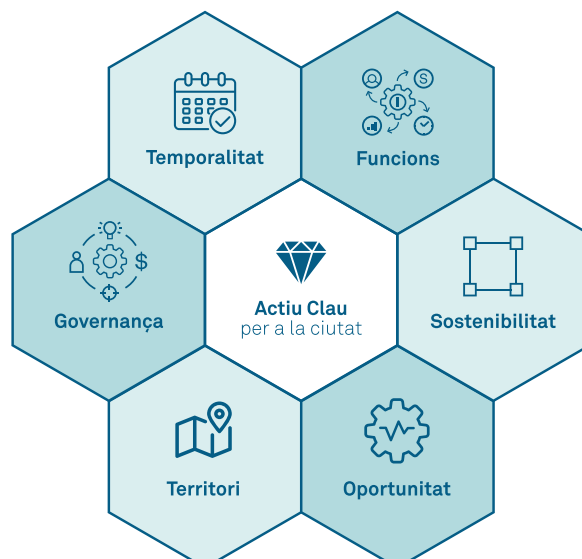 Temporalitat
Funcions
Governança
Actiu Clau
per a la ciutat
Sostenibilitat
Territori
Oportunitat